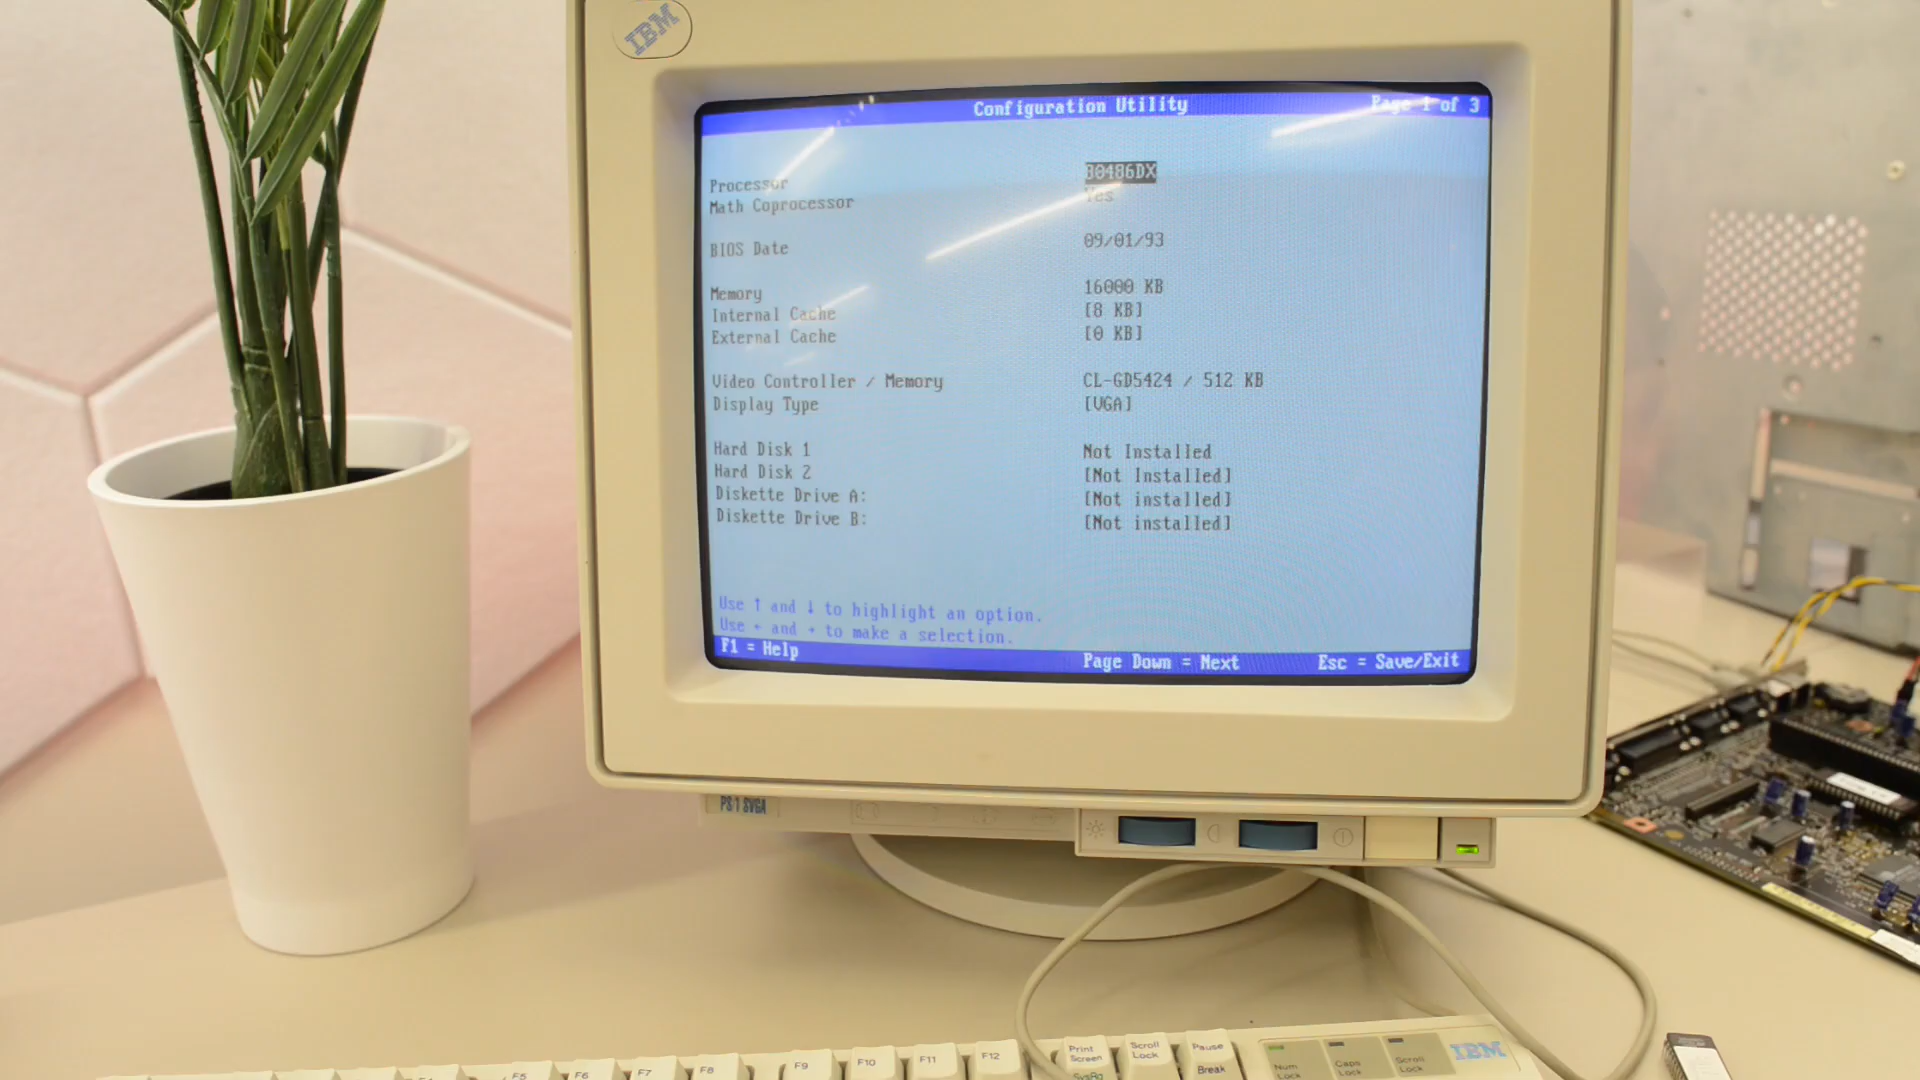 IBM
Configuration Utility Page 1 of 3
Processor 80486DX
Math Coprocessor Yes
BIOS Date 09/01/93
Memory 16000 KB
Internal Cache [8 KB]
External Cache [0 KB]
Video Controller / Memory CL-GD5424 / 512 KB
Display Type [VGA]
Hard Disk 1 Not Installed
Hard Disk 2 [Not Installed]
Diskette Drive A: [Not installed]
Diskette Drive B: [Not installed]
Use ↑ and ↓ to highlight an option.
Use ← and → to make a selection.
F1 = Help Page Down = Next Esc = Save/Exit
PS/1 SVGA
F5 F6 F7 F8 F9 F10 F11 F12
Print Screen SysRq
Scroll Lock
Pause Break
Num Lock
Caps Lock
Scroll Lock
IBM